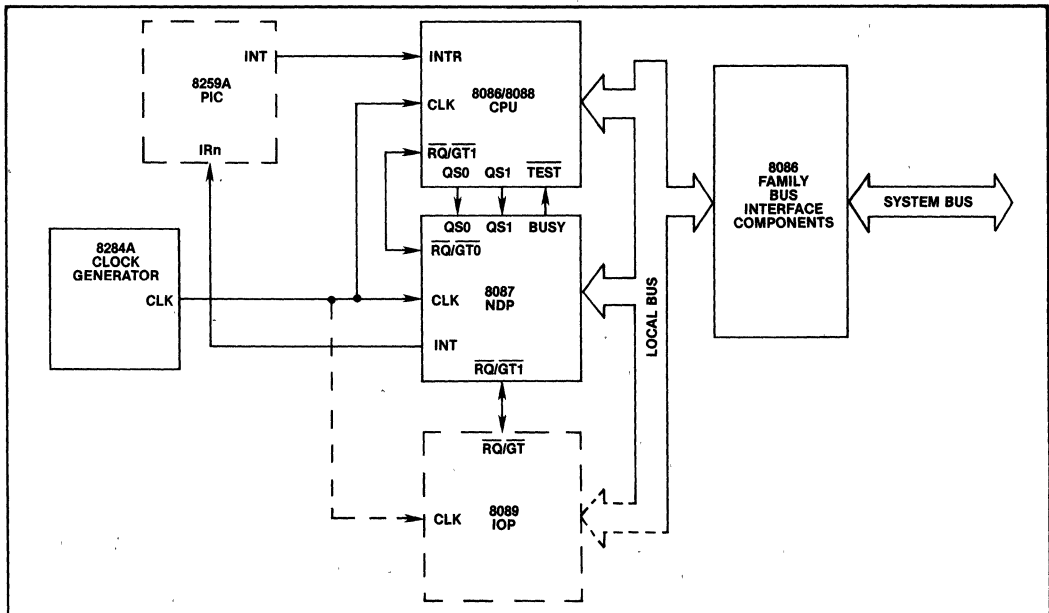 INT
8259A
PIC
IRn
INTR
8086/8088
CPU
CLK
RQ/GT1
QS0 QS1 TEST
QS0 QS1 BUSY
RQ/GT0
8087
NDP
CLK
INT
RQ/GT1
8284A
CLOCK
GENERATOR
CLK
RQ/GT
8089
IOP
CLK
LOCAL BUS
8086
FAMILY
BUS
INTERFACE
COMPONENTS
SYSTEM BUS